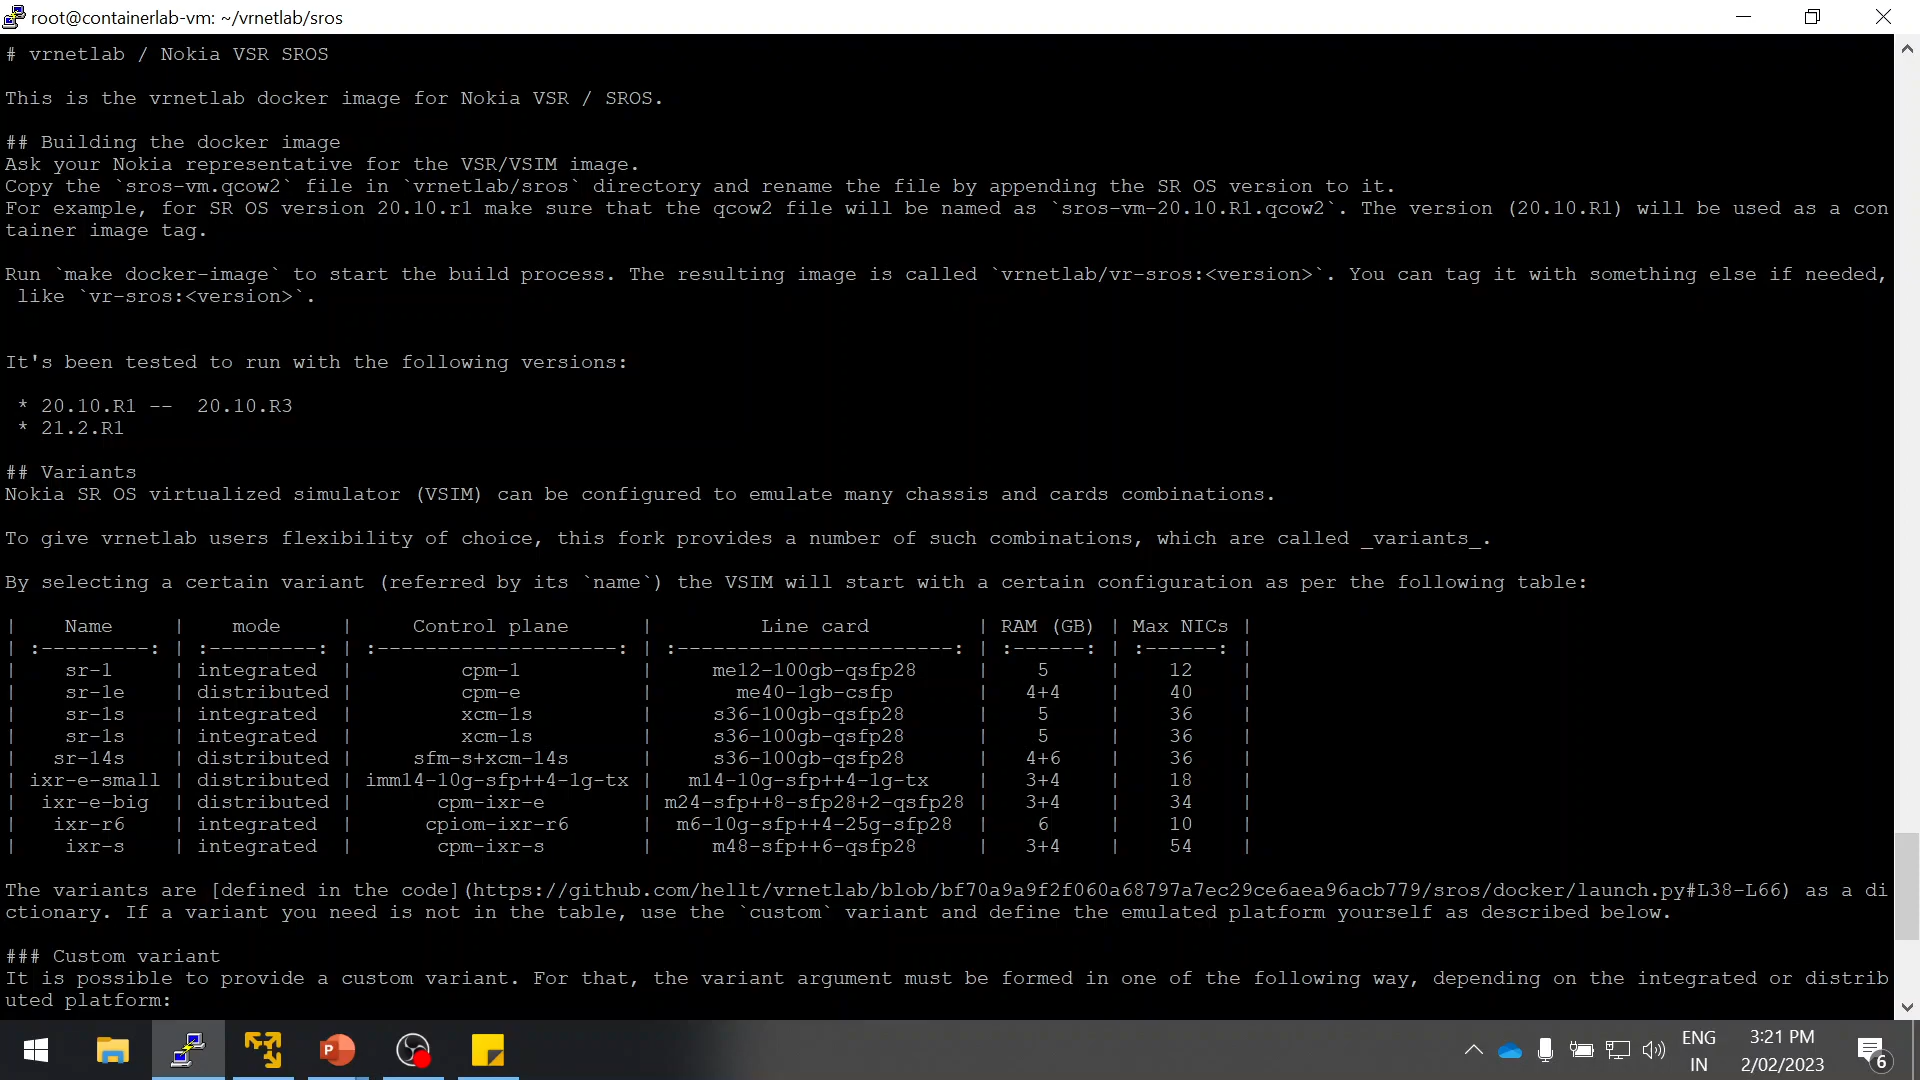 root@containerlab-vm: ~/vrnetlab/sros
# vrnetlab / Nokia VSR SROS
This is the vrnetlab docker image for Nokia VSR / SROS.
## Building the docker image
Ask your Nokia representative for the VSR/VSIM image.
Copy the `sros-vm.qcow2` file in `vrnetlab/sros` directory and rename the file by appending the SR OS version to it.
For example, for SR OS version 20.10.r1 make sure that the qcow2 file will be named as `sros-vm-20.10.R1.qcow2`. The version (20.10.R1) will be used as a con
tainer image tag.
Run `make docker-image` to start the build process. The resulting image is called `vrnetlab/vr-sros:<version>`. You can tag it with something else if needed,
 like `vr-sros:<version>`.
It's been tested to run with the following versions:
 * 20.10.R1 --  20.10.R3
 * 21.2.R1
## Variants
Nokia SR OS virtualized simulator (VSIM) can be configured to emulate many chassis and cards combinations.
To give vrnetlab users flexibility of choice, this fork provides a number of such combinations, which are called _variants_.
By selecting a certain variant (referred by its `name`) the VSIM will start with a certain configuration as per the following table:
|    Name     |    mode     |     Control plane      |         Line card         | RAM (GB) | Max NICs |
| :---------: | :---------: | :--------------------: | :-----------------------: | :------: | :------: |
|    sr-1     | integrated  |         cpm-1          |    me12-100gb-qsfp28      |    5     |    12    |
|    sr-1e    | distributed |         cpm-e          |      me40-1gb-csfp        |   4+4    |    40    |
|    sr-1s    | integrated  |         xcm-1s         |    s36-100gb-qsfp28       |    5     |    36    |
|    sr-1s    | integrated  |         xcm-1s         |    s36-100gb-qsfp28       |    5     |    36    |
|   sr-14s    | distributed |    sfm-s+xcm-14s       |    s36-100gb-qsfp28       |   4+6    |    36    |
| ixr-e-small | distributed | imm14-10g-sfp++4-1g-tx |  m14-10g-sfp++4-1g-tx     |   3+4    |    18    |
|  ixr-e-big  | distributed |       cpm-ixr-e        | m24-sfp++8-sfp28+2-qsfp28 |   3+4    |    34    |
|   ixr-r6    | integrated  |      cpiom-ixr-r6      | m6-10g-sfp++4-25g-sfp28   |    6     |    10    |
|    ixr-s    | integrated  |       cpm-ixr-s        |    m48-sfp++6-qsfp28      |   3+4    |    54    |
The variants are [defined in the code](https://github.com/hellt/vrnetlab/blob/bf70a9a9f2f060a68797a7ec29ce6aea96acb779/sros/docker/launch.py#L38-L66) as a di
ctionary. If a variant you need is not in the table, use the `custom` variant and define the emulated platform yourself as described below.
### Custom variant
It is possible to provide a custom variant. For that, the variant argument must be formed in one of the following way, depending on the integrated or distrib
uted platform:
P
ENG
IN
3:21 PM
2/02/2023
6